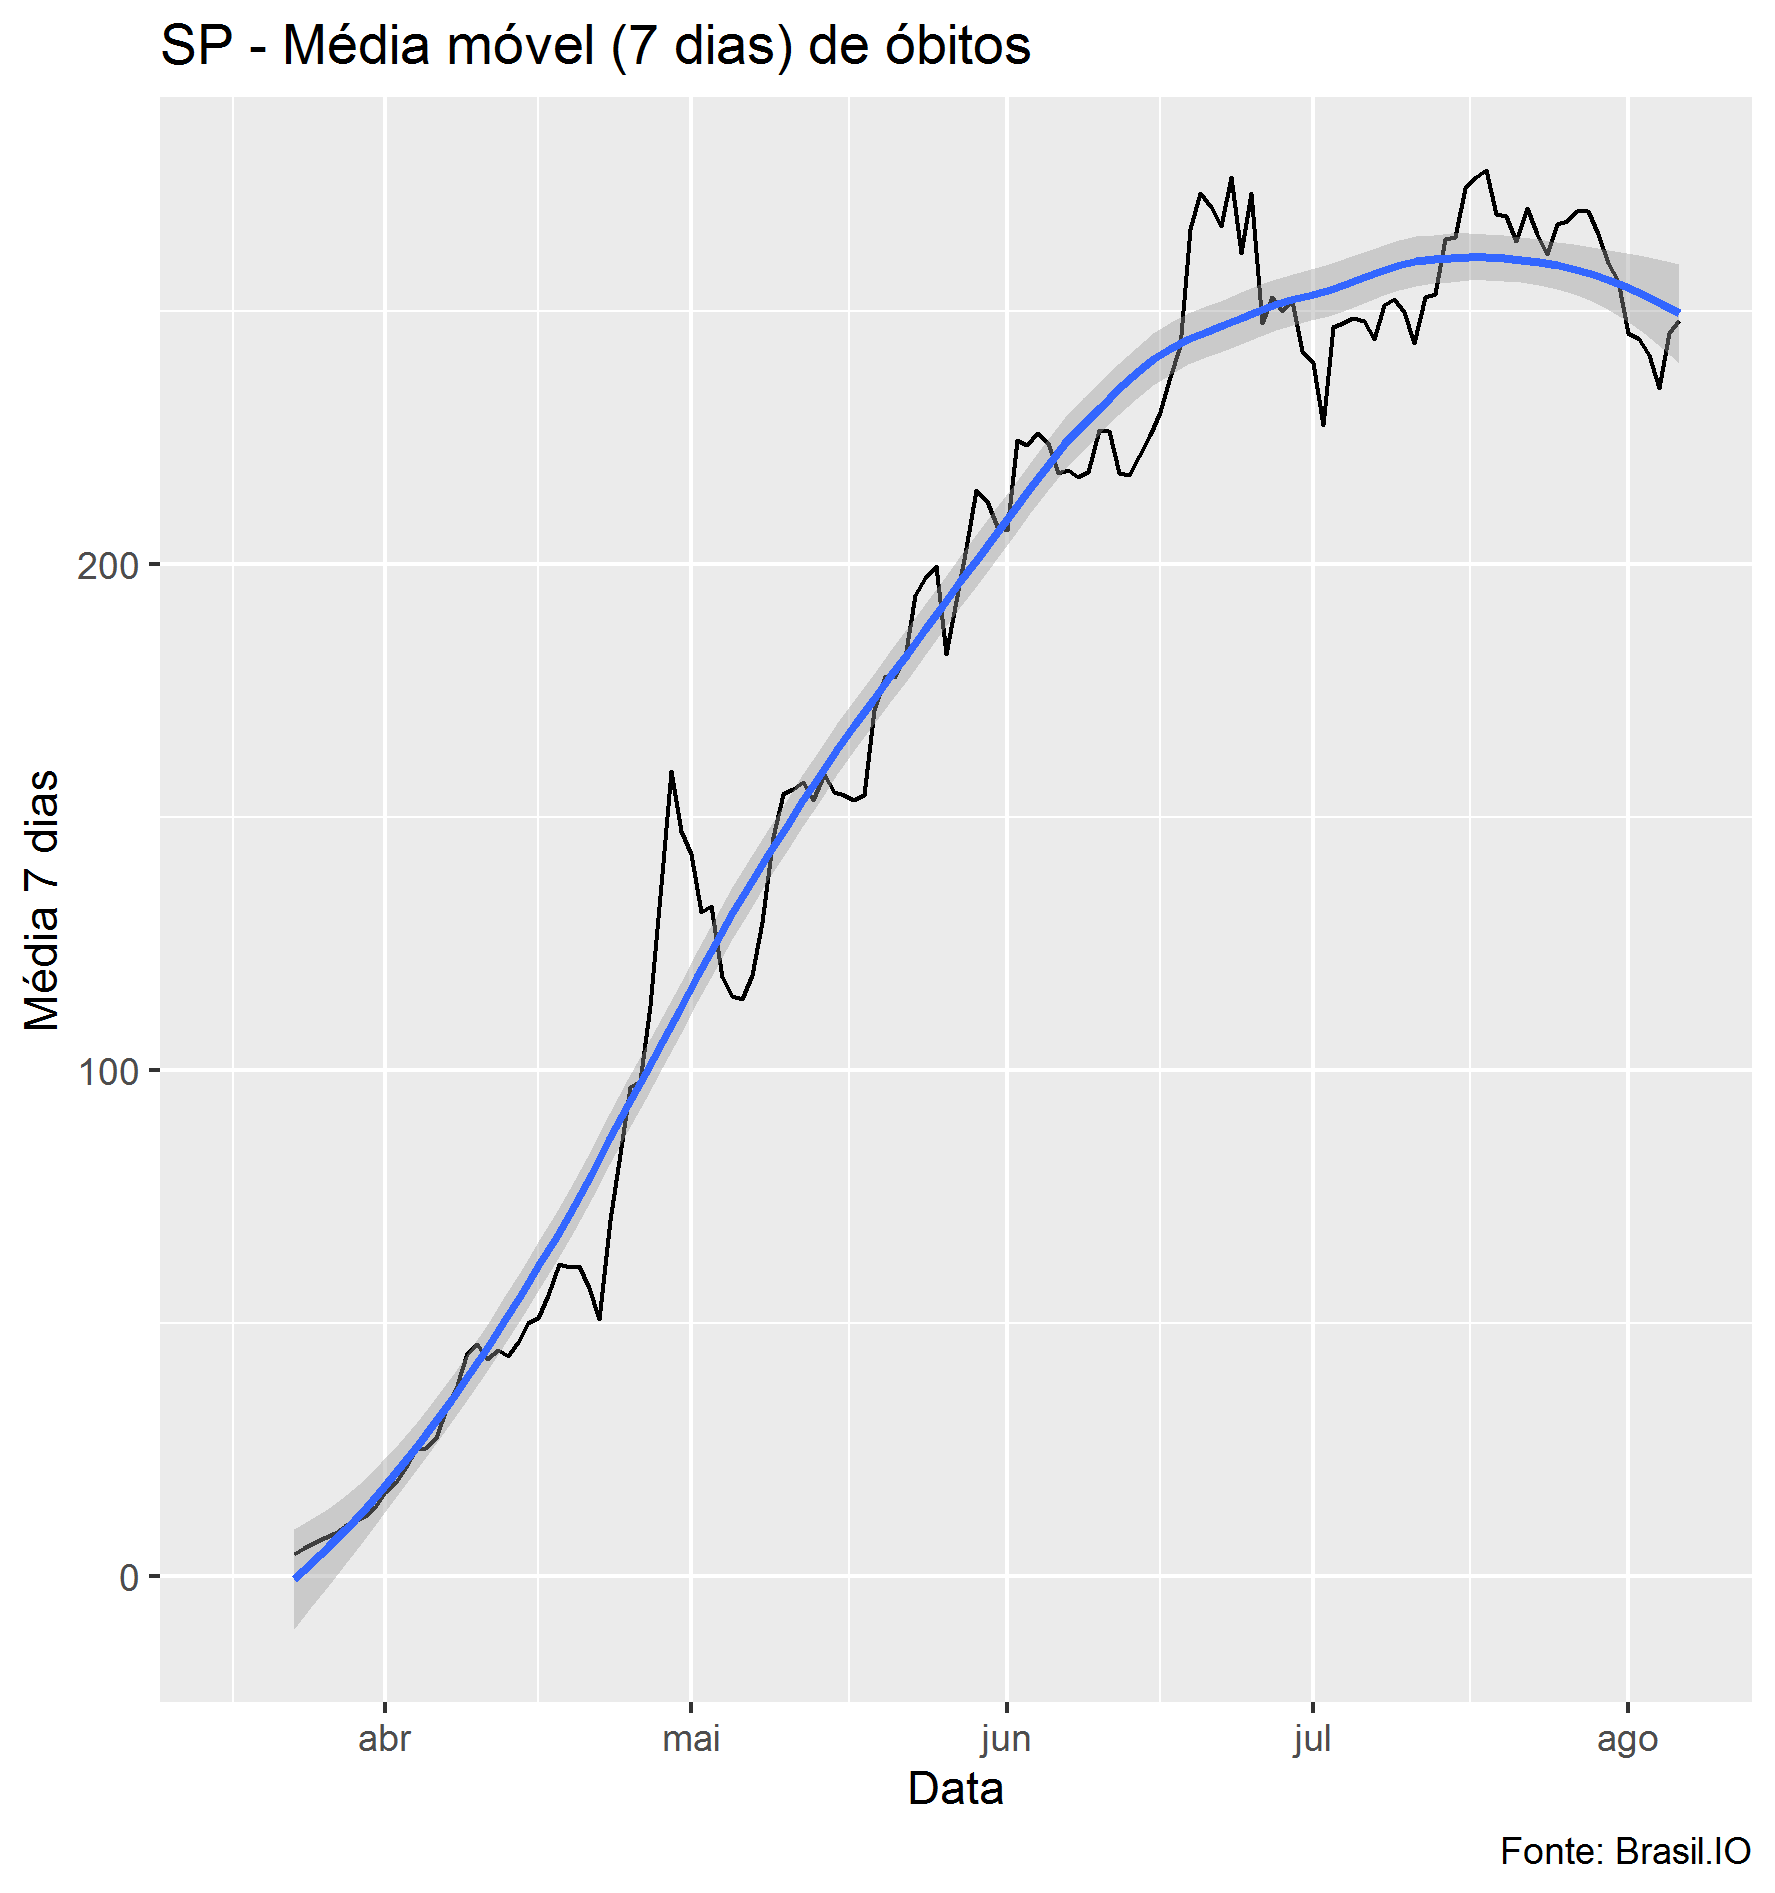 SP - Média móvel (7 dias) de óbitos
Média 7 dias
200
100
0
abr mai jun jul ago
Data
Fonte: Brasil.IO